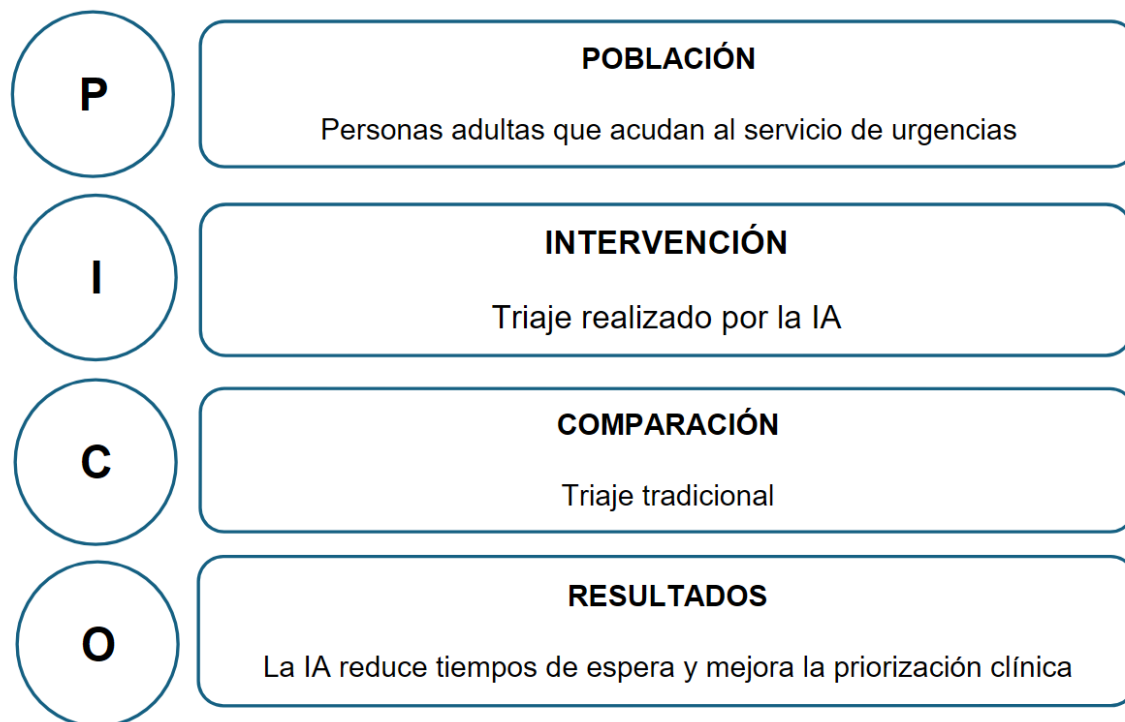 P
POBLACIÓN
Personas adultas que acudan al servicio de urgencias
I
INTERVENCIÓN
Triaje realizado por la IA
C
COMPARACIÓN
Triaje tradicional
O
RESULTADOS
La IA reduce tiempos de espera y mejora la priorización clínica